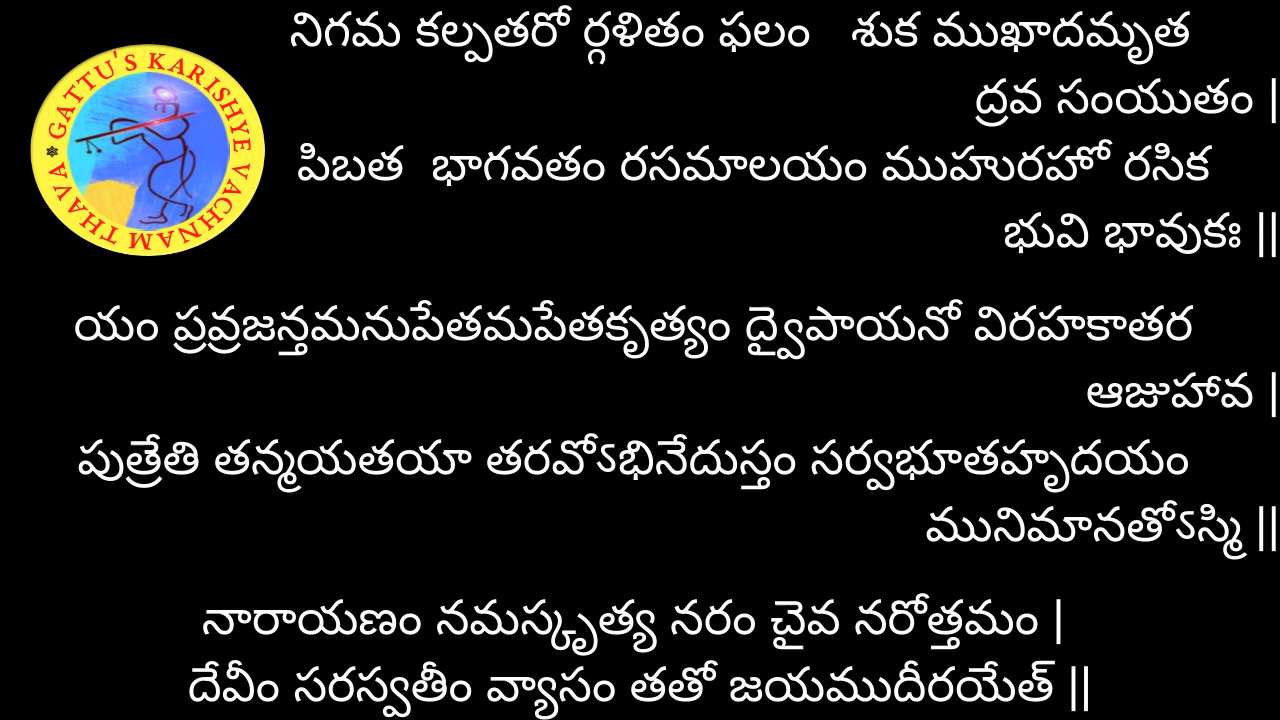 GATTU'S KARISHYE VACHNAM THAVA
నిగమ కల్పతరో ర్గళితం ఫలం శుక ముఖాదమృత
ద్రవ సంయుతం |
పిబత భాగవతం రసమాలయం ముహురహో రసిక
భువి భావుకః ||
యం ప్రవ్రజన్తమనుపేతమపేతకృత్యం ద్వైపాయనో విరహకాతర
ఆజుహావ |
పుత్రేతి తన్మయతయా తరవోఽభినేదుస్తం సర్వభూతహృదయం
మునిమానతోఽస్మి ||
నారాయణం నమస్కృత్య నరం చైవ నరోత్తమం |
దేవీం సరస్వతీం వ్యాసం తతో జయముదీరయేత్ ||